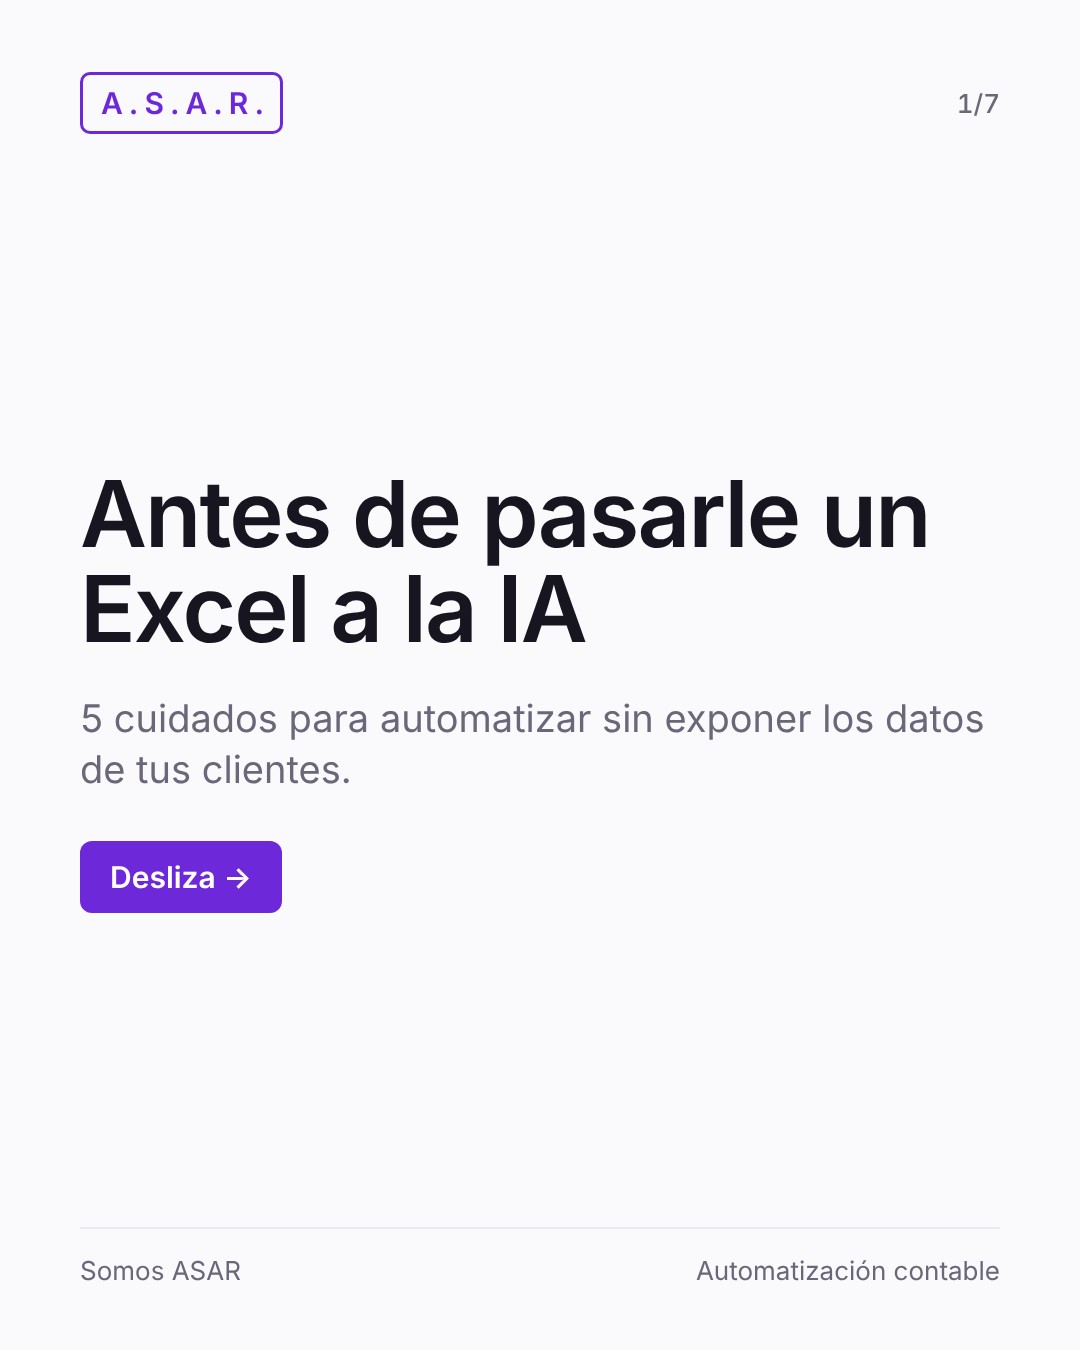 A.S.A.R.
1/7
Antes de pasarle un
Excel a la IA
5 cuidados para automatizar sin exponer los datos
de tus clientes.
Desliza →
Somos ASAR
Automatización contable